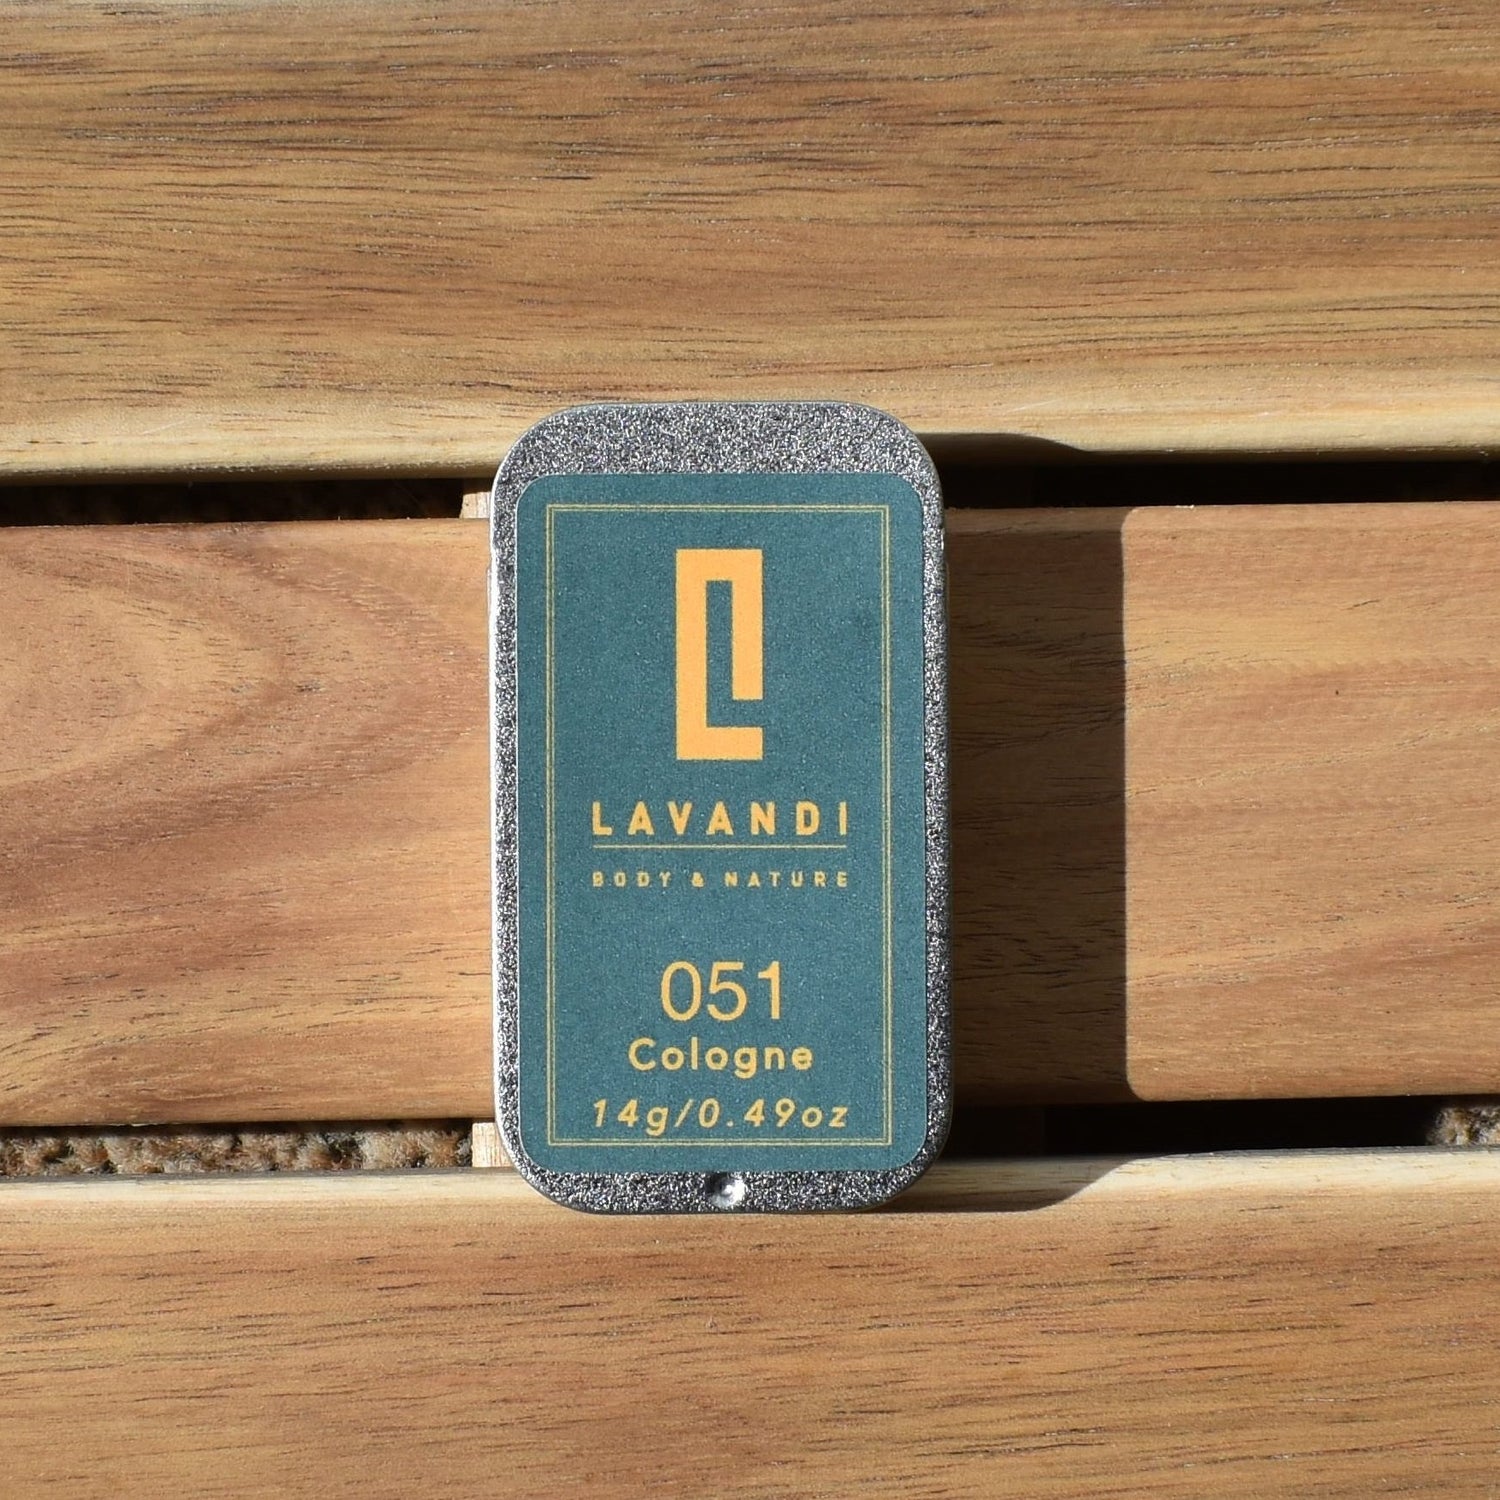 LAVANDI
BODY & NATURE
051
Cologne
14g/0.49oz